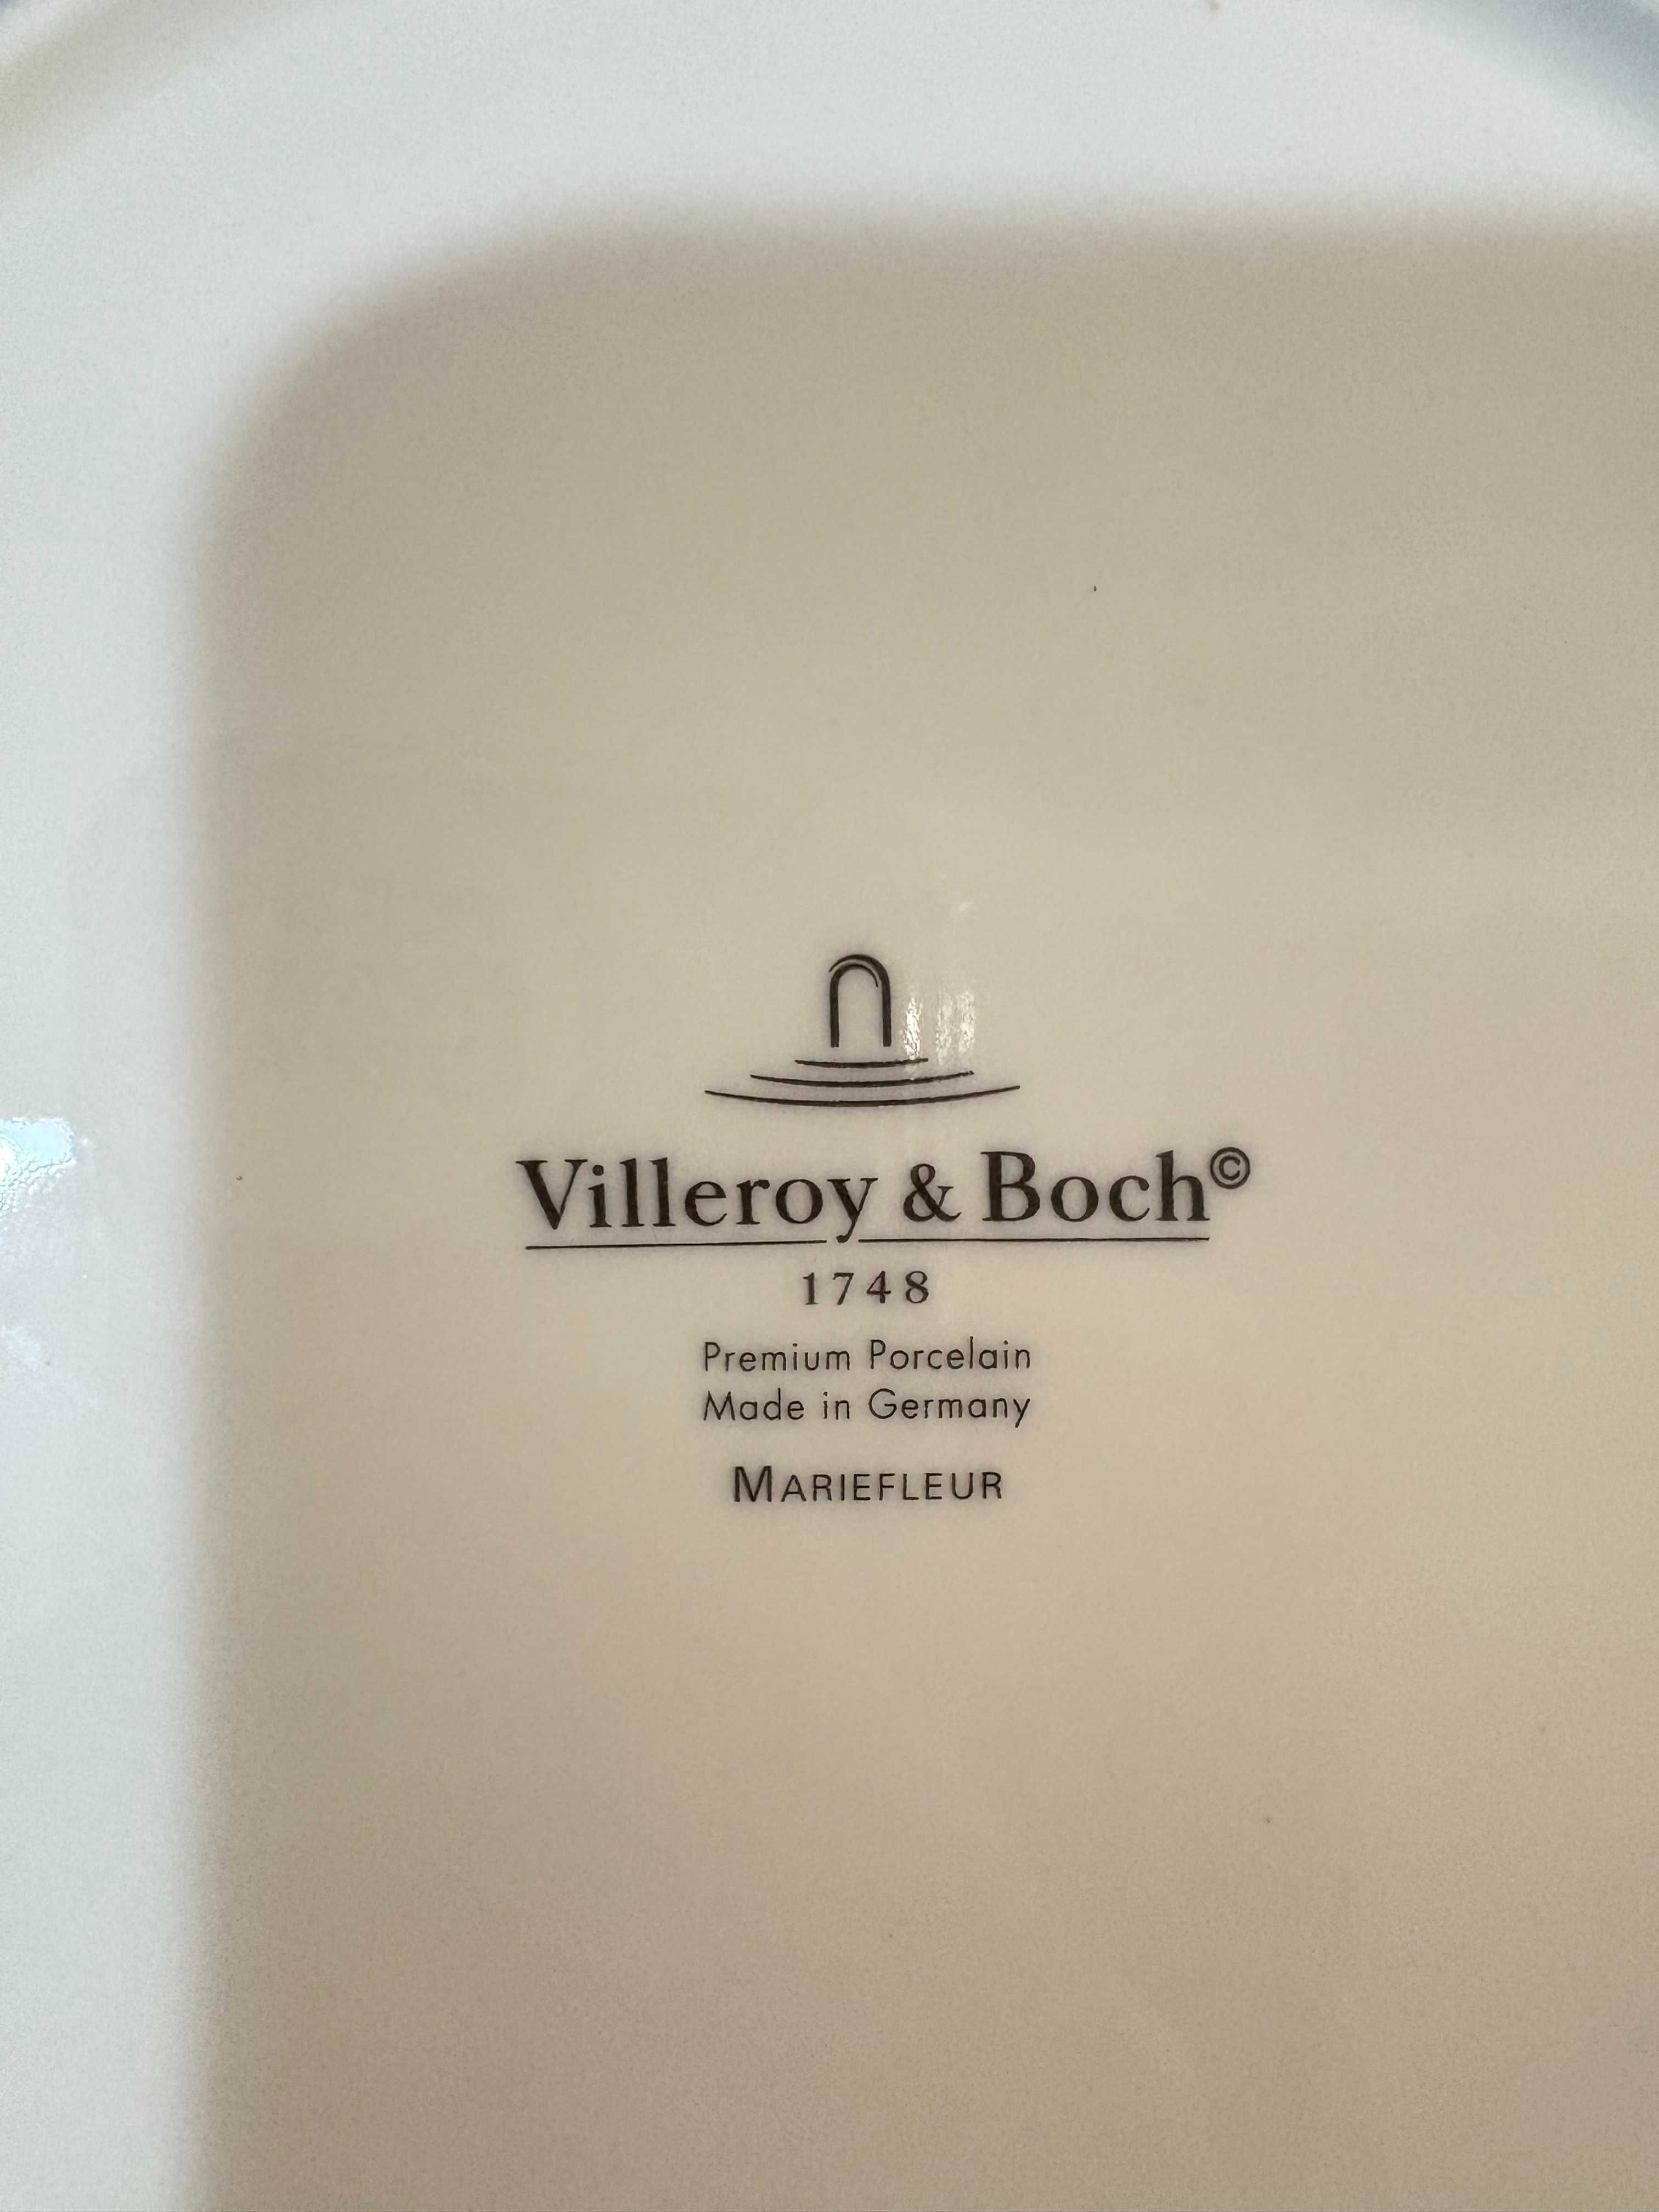 Villeroy & Boch©
1748
Premium Porcelain
Made in Germany
MARIEFLEUR